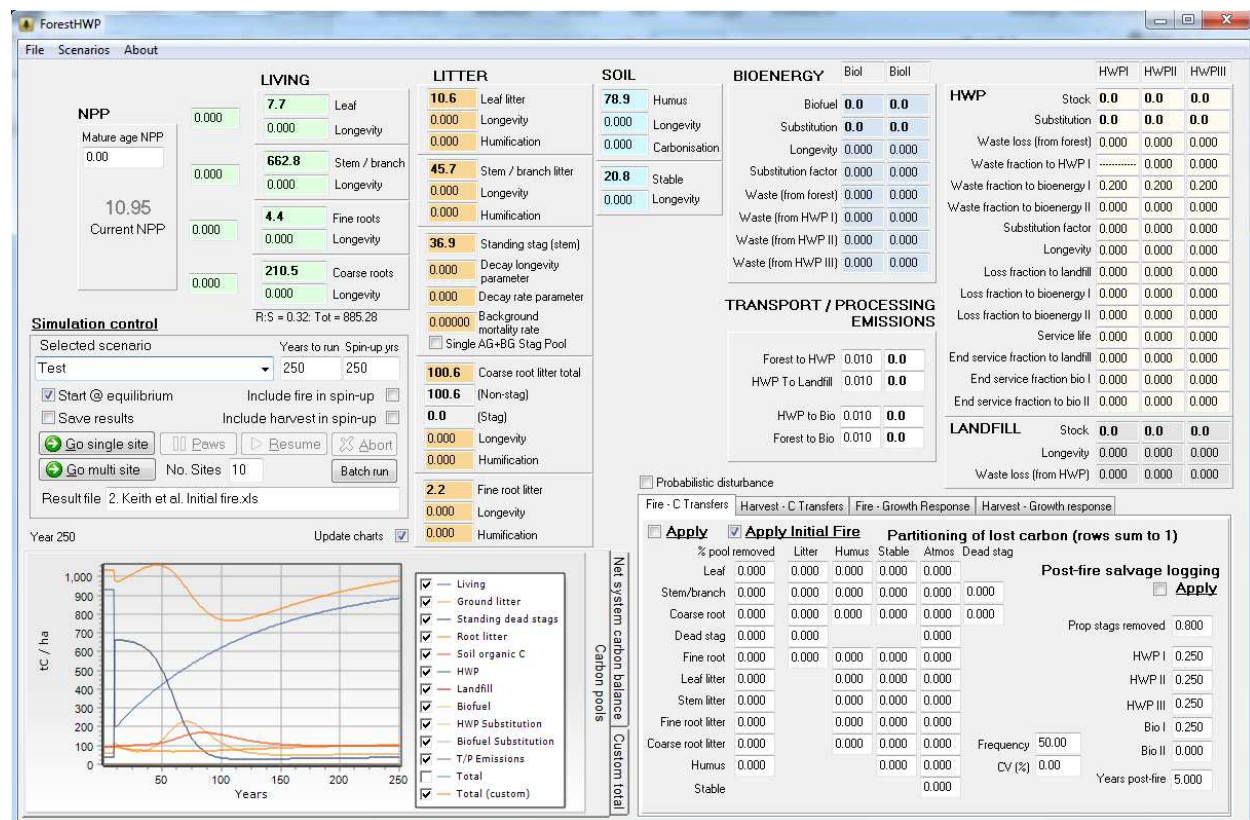 ForestHWP
File Scenarios About
NPP
Mature age NPP
0.00
10.95
Current NPP
0.000
0.000
0.000
0.000
LIVING
7.7 Leaf
0.000 Longevity
662.8 Stem / branch
0.000 Longevity
4.4 Fine roots
0.000 Longevity
210.5 Coarse roots
0.000 Longevity
R:S = 0.32: Tot = 885.28
LITTER
10.6 Leaf litter
0.000 Longevity
0.000 Humification
45.7 Stem / branch litter
0.000 Longevity
0.000 Humification
36.9 Standing stag (stem)
0.000 Decay longevity parameter
0.000 Decay rate parameter
0.00000 Background mortality rate
Single AG+BG Stag Pool
100.6 Coarse root litter total
100.6 (Non-stag)
0.0 (Stag)
0.000 Longevity
0.000 Humification
2.2 Fine root litter
0.000 Longevity
0.000 Humification
SOIL
78.9 Humus
0.000 Longevity
0.000 Carbonisation
20.8 Stable
0.000 Longevity
BIOENERGY BioI BioII
Biofuel 0.0 0.0
Substitution 0.0 0.0
Longevity 0.000 0.000
Substitution factor 0.000 0.000
Waste (from forest) 0.000 0.000
Waste (from HWP I) 0.000 0.000
Waste (from HWP II) 0.000 0.000
Waste (from HWP III) 0.000 0.000
TRANSPORT / PROCESSING
EMISSIONS
Forest to HWP 0.010 0.0
HWP To Landfill 0.010 0.0
HWP to Bio 0.010 0.0
Forest to Bio 0.010 0.0
HWPI HWPII HWPIII
HWP Stock 0.0 0.0 0.0
Substitution 0.0 0.0 0.0
Waste loss (from forest) 0.000 0.000 0.000
Waste fraction to HWP I ----------- 0.000 0.000
Waste fraction to bioenergy I 0.200 0.200 0.200
Waste fraction to bioenergy II 0.000 0.000 0.000
Substitution factor 0.000 0.000 0.000
Longevity 0.000 0.000 0.000
Loss fraction to landfill 0.000 0.000 0.000
Loss fraction to bioenergy I 0.000 0.000 0.000
Loss fraction to bioenergy II 0.000 0.000 0.000
Service life 0.000 0.000 0.000
End service fraction to landfill 0.000 0.000 0.000
End service fraction bio I 0.000 0.000 0.000
End service fraction to bio II 0.000 0.000 0.000
LANDFILL Stock 0.0 0.0 0.0
Longevity 0.000 0.000 0.000
Waste loss (from HWP) 0.000 0.000 0.000
Simulation control
Selected scenario Years to run Spin-up yrs
Test 250 250
Start @ equilibrium Include fire in spin-up
Save results Include harvest in spin-up
Go single site Paws Resume Abort
Go multi site No. Sites 10 Batch run
Result file 2. Keith et al. Initial fire.xls
Year 250 Update charts
1,000
900
800
700
600
500
400
300
200
100
0
tC / ha
50 100 150 200 250
Years
Living
Ground litter
Standing dead stags
Root litter
Soil organic C
HWP
Landfill
Biofuel
HWP Substitution
Biofuel Substitution
T/P Emissions
Total
Total (custom)
Carbon pools
Net system carbon balance
Custom total
Probabilistic disturbance
Fire - C Transfers Harvest - C Transfers Fire - Growth Response Harvest - Growth response
Apply Apply Initial Fire Partitioning of lost carbon (rows sum to 1)
% pool removed Litter Humus Stable Atmos Dead stag
Leaf 0.000 0.000 0.000 0.000 0.000
Stem/branch 0.000 0.000 0.000 0.000 0.000 0.000
Coarse root 0.000 0.000 0.000 0.000 0.000 0.000
Dead stag 0.000 0.000 0.000
Fine root 0.000 0.000 0.000 0.000 0.000
Leaf litter 0.000 0.000 0.000 0.000
Stem litter 0.000 0.000 0.000 0.000
Fine root litter 0.000 0.000 0.000 0.000
Coarse root litter 0.000 0.000 0.000 0.000
Humus 0.000 0.000 0.000
Stable 0.000
Frequency 50.00
CV (%) 0.00
Post-fire salvage logging
Apply
Prop stags removed 0.800
HWP I 0.250
HWP II 0.250
HWP III 0.250
Bio I 0.250
Bio II 0.000
Years post-fire 5.000